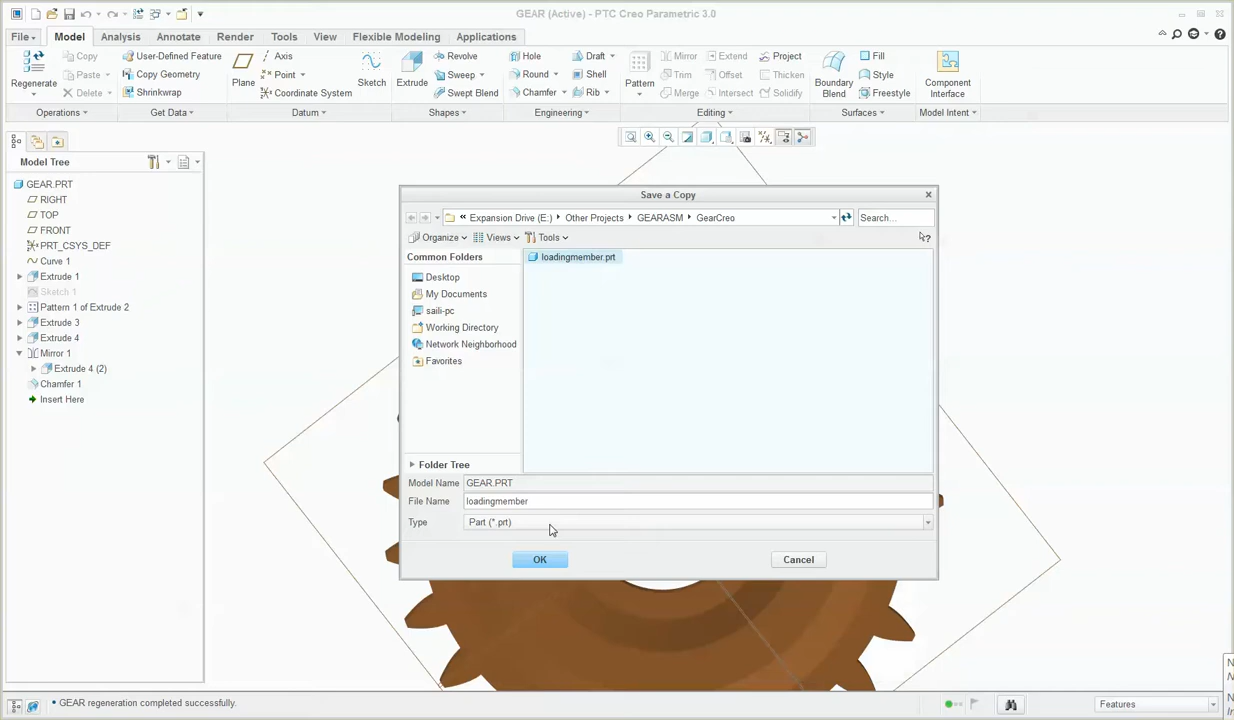 GEAR (Active) - PTC Creo Parametric 3.0
File Model Analysis Annotate Render Tools View Flexible Modeling Applications
Regenerate
Copy
Paste
Delete
User-Defined Feature
Copy Geometry
Shrinkwrap
Plane
Axis
Point
Coordinate System
Sketch
Extrude
Revolve
Sweep
Swept Blend
Hole
Round
Chamfer
Draft
Shell
Rib
Pattern
Mirror
Trim
Merge
Extend
Offset
Intersect
Project
Thicken
Solidify
Boundary
Blend
Fill
Style
Freestyle
Component
Interface
Operations Get Data Datum Shapes Engineering Editing Surfaces Model Intent
Model Tree
GEAR.PRT
RIGHT
TOP
FRONT
PRT_CSYS_DEF
Curve 1
Extrude 1
Sketch 1
Pattern 1 of Extrude 2
Extrude 3
Extrude 4
Mirror 1
Extrude 4 (2)
Chamfer 1
Insert Here
Save a Copy
« Expansion Drive (E:) Other Projects GEARASM GearCreo
Search...
Organize Views Tools
Common Folders
Desktop
My Documents
saili-pc
Working Directory
Network Neighborhood
Favorites
Folder Tree
loadingmember.prt
Model Name GEAR.PRT
File Name loadingmember
Type Part (*.prt)
OK Cancel
• GEAR regeneration completed successfully.
Features